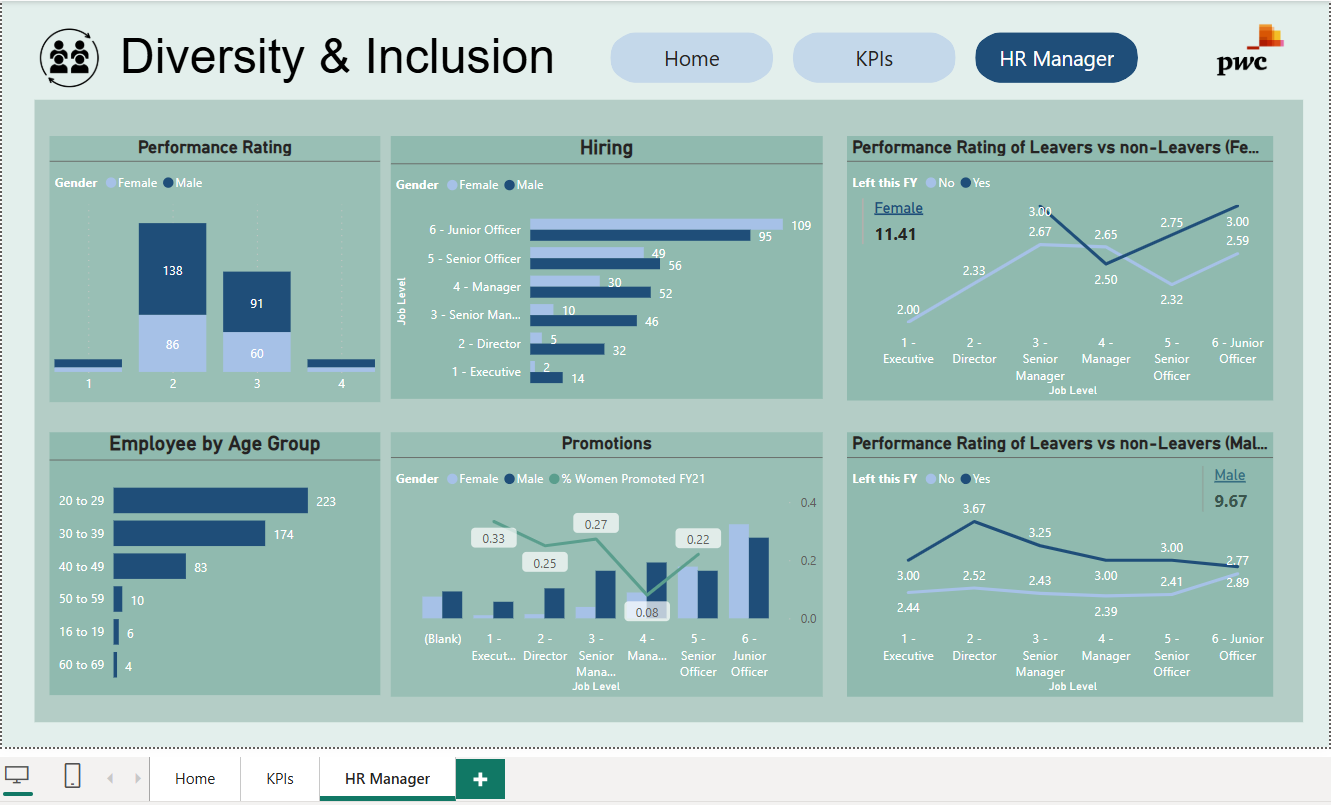 Diversity & Inclusion
Home
KPIs
HR Manager
pwc
Performance Rating
Gender Female Male
138
91
86
60
1 2 3 4
Hiring
Gender Female Male
Job Level
6 - Junior Officer 109
95
5 - Senior Officer 49
56
4 - Manager 30
52
3 - Senior Man... 10
46
2 - Director 5
32
1 - Executive 2
14
Performance Rating of Leavers vs non-Leavers (Fe...
Left this FY No Yes
Female
11.41
3.00
2.67
2.65
2.75
3.00
2.59
2.33
2.50
2.32
2.00
1 - Executive
2 - Director
3 - Senior Manager
4 - Manager
5 - Senior Officer
6 - Junior Officer
Job Level
Employee by Age Group
20 to 29 223
30 to 39 174
40 to 49 83
50 to 59 10
16 to 19 6
60 to 69 4
Promotions
Gender Female Male % Women Promoted FY21
0.4
0.2
0.0
0.33
0.25
0.27
0.08
0.22
(Blank)
1 - Execut...
2 - Director
3 - Senior Mana...
4 - Mana...
5 - Senior Officer
6 - Junior Officer
Job Level
Performance Rating of Leavers vs non-Leavers (Mal...
Left this FY No Yes
Male
9.67
3.67
3.25
3.00
2.77
3.00
2.52
2.43
3.00
2.41
2.89
2.44
2.39
1 - Executive
2 - Director
3 - Senior Manager
4 - Manager
5 - Senior Officer
6 - Junior Officer
Job Level
Home
KPIs
HR Manager